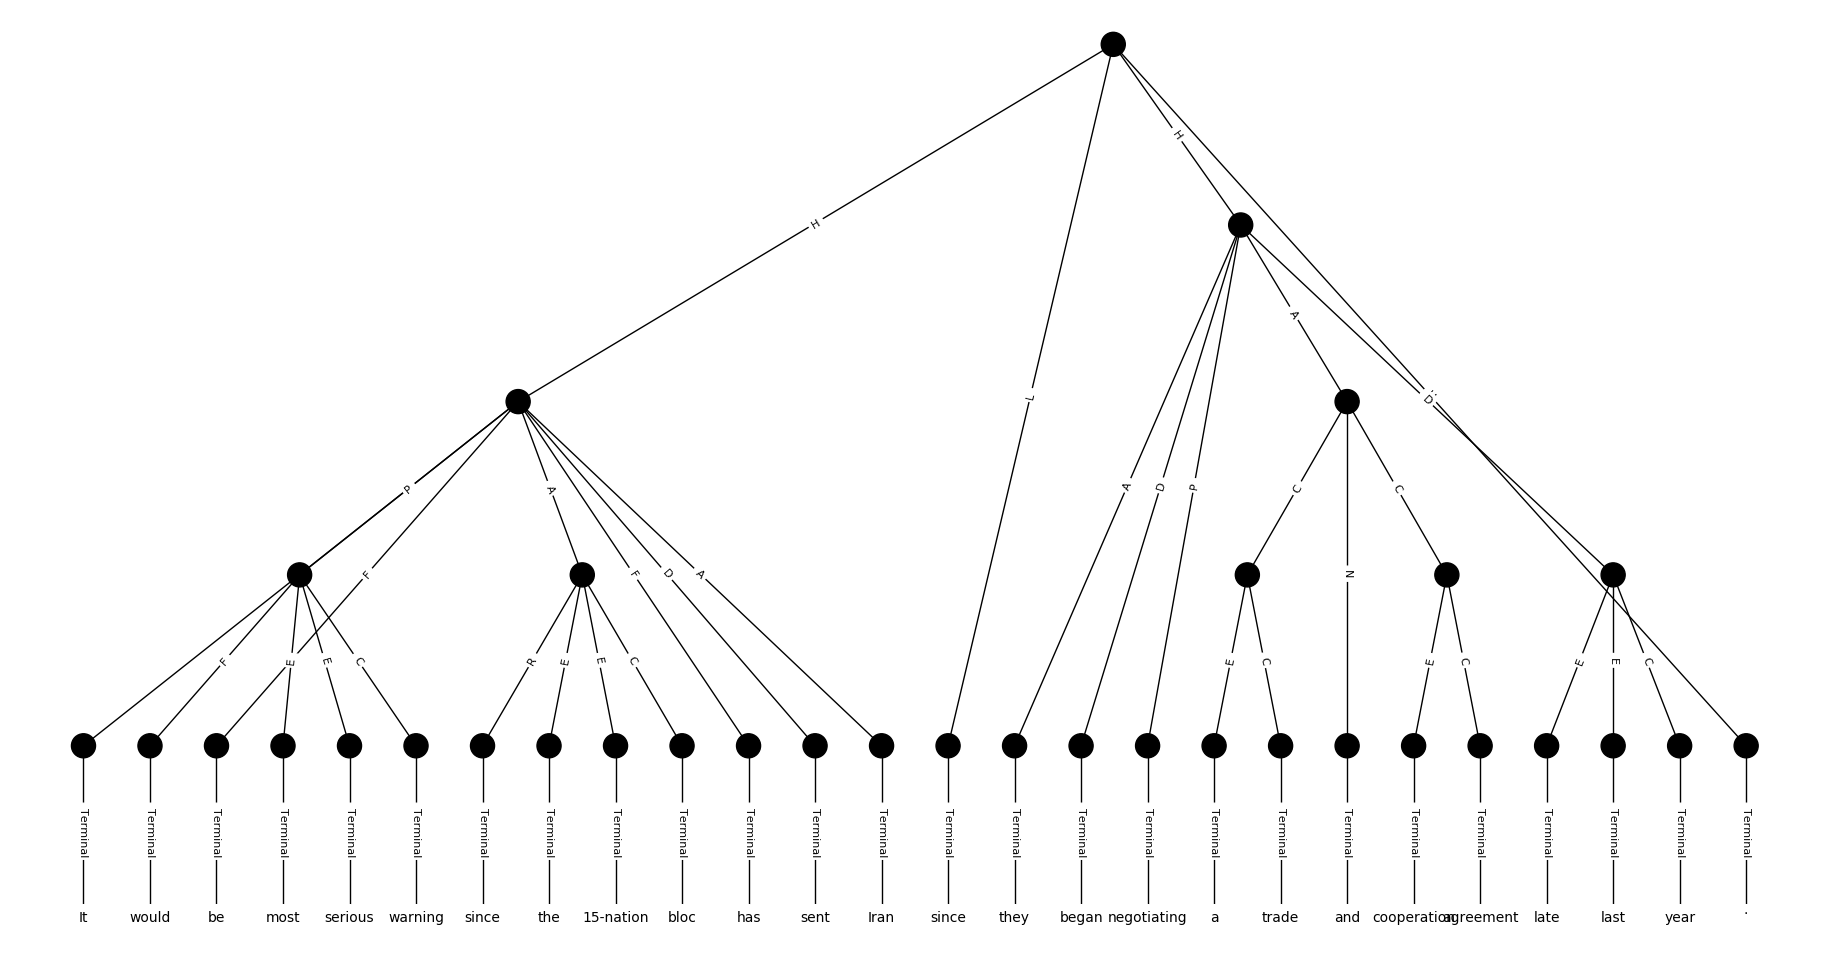 H
H
A
L
U
D
P
A
A
D
P
C
N
C
F
A
F
D
A
F
E
E
C
R
E
E
C
E
C
E
C
E
E
C
Terminal Terminal Terminal Terminal Terminal Terminal Terminal Terminal Terminal Terminal Terminal Terminal Terminal Terminal Terminal Terminal Terminal Terminal Terminal Terminal Terminal Terminal Terminal Terminal Terminal Terminal
It would be most serious warning since the 15-nation bloc has sent Iran since they began negotiating a trade and cooperation agreement late last year .